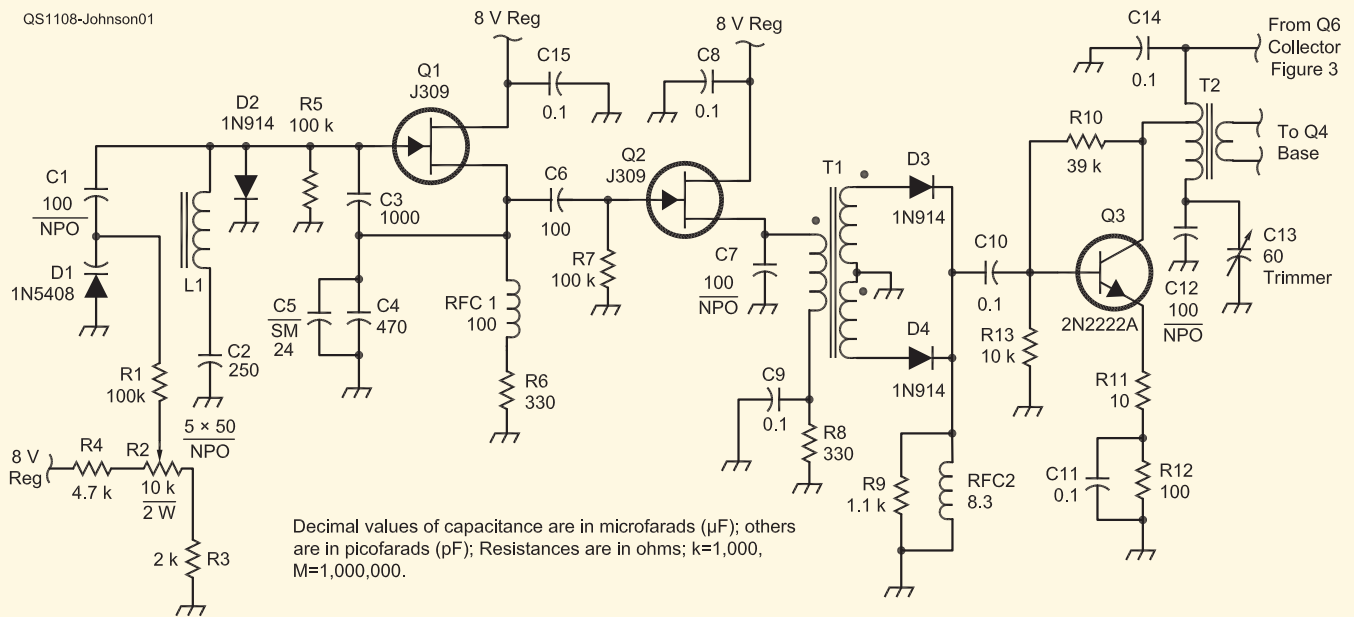 QS1108-Johnson01
8 V Reg
8 V Reg
C14
0.1
From Q6
Collector
Figure 3
Q1
J309
C15
0.1
C8
0.1
T2
D2
1N914
R5
100 k
R10
39 k
To Q4
Base
C1
100
NPO
L1
C3
1000
C6
100
Q2
J309
T1
D3
1N914
Q3
2N2222A
D1
1N5408
R7
100 k
C7
100
NPO
C10
0.1
C13
60
Trimmer
C12
100
NPO
C5
SM
24
C4
470
RFC 1
100
D4
1N914
R13
10 k
C2
250
5 × 50
NPO
R1
100k
R6
330
C9
0.1
R8
330
R11
10
8 V
Reg
R4
4.7 k
R2
10 k
2 W
R9
1.1 k
RFC2
8.3
C11
0.1
R12
100
2 k
R3
Decimal values of capacitance are in microfarads (µF); others
are in picofarads (pF); Resistances are in ohms; k=1,000,
M=1,000,000.